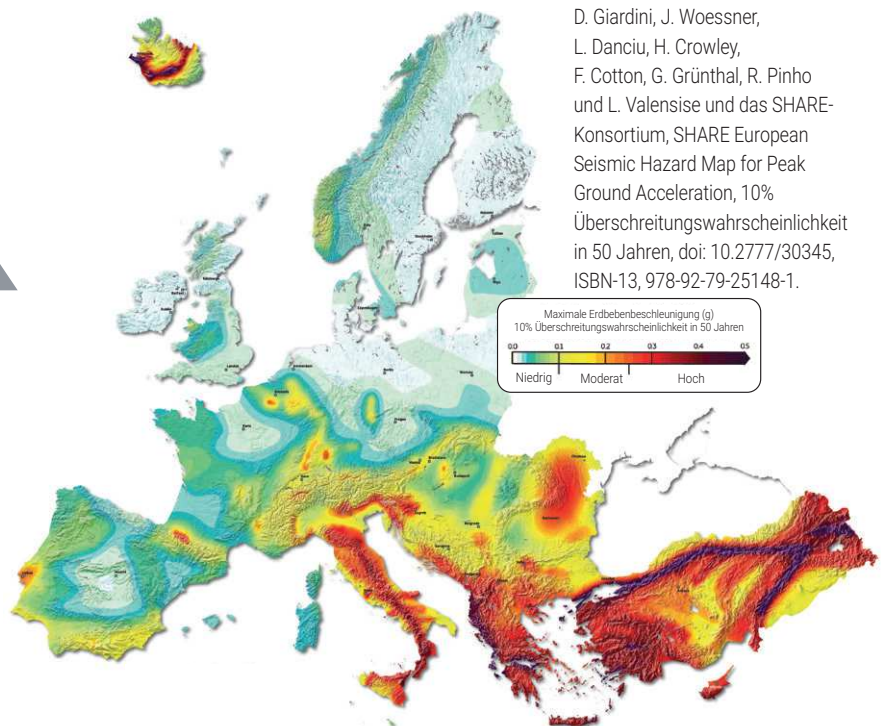 D. Giardini, J. Woessner,
L. Danciu, H. Crowley,
F. Cotton, G. Grünthal, R. Pinho
und L. Valensise und das SHARE-
Konsortium, SHARE European
Seismic Hazard Map for Peak
Ground Acceleration, 10%
Überschreitungswahrscheinlichkeit
in 50 Jahren, doi: 10.2777/30345,
ISBN-13, 978-92-79-25148-1.
Maximale Erdbebenbeschleunigung (g)
10% Überschreitungswahrscheinlichkeit in 50 Jahren
0.0 0.1 0.2 0.3 0.4 0.5
Niedrig Moderat Hoch